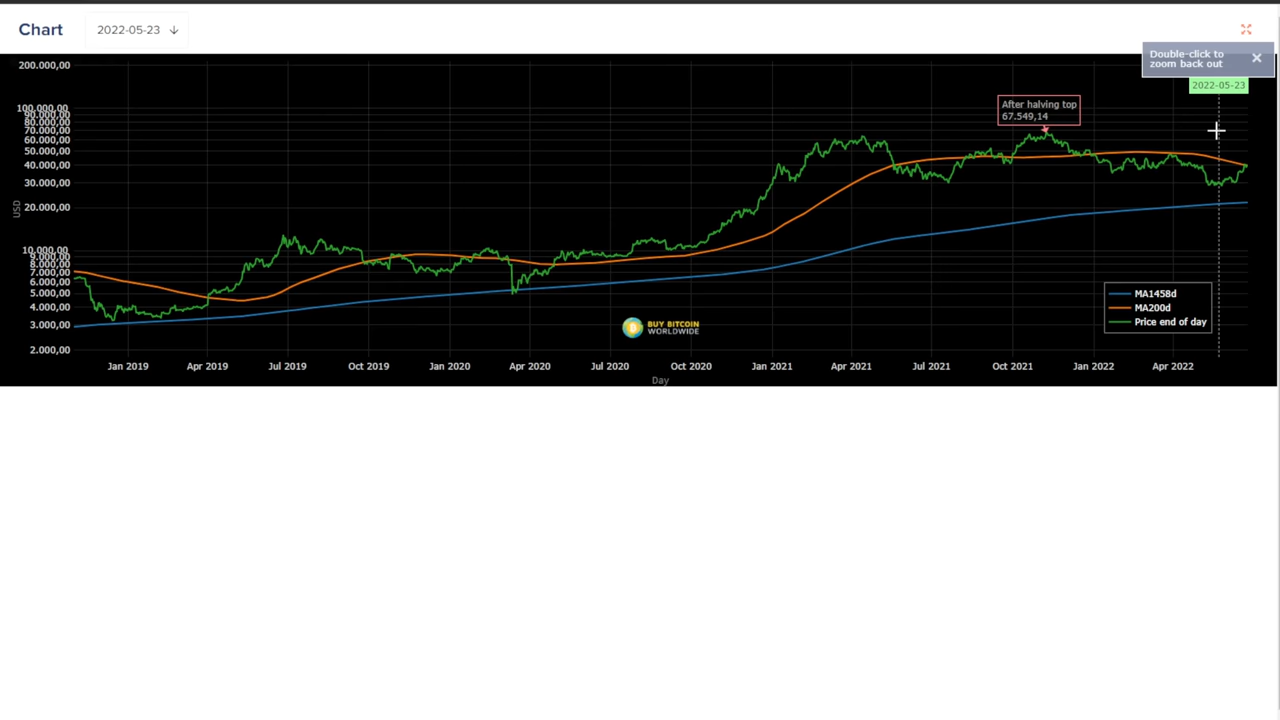 Chart
2022-05-23
Double-click to
zoom back out
2022-05-23
200.000,00
100.000,00
90.000,00
80.000,00
70.000,00
60.000,00
50.000,00
40.000,00
30.000,00
20.000,00
10.000,00
9.000,00
8.000,00
7.000,00
6.000,00
5.000,00
4.000,00
3.000,00
2.000,00
USD
After halving top
67.549,14
MA1458d
MA200d
Price end of day
BUY BITCOIN
WORLDWIDE
Jan 2019 Apr 2019 Jul 2019 Oct 2019 Jan 2020 Apr 2020 Jul 2020 Oct 2020 Jan 2021 Apr 2021 Jul 2021 Oct 2021 Jan 2022 Apr 2022
Day